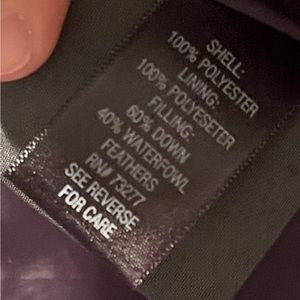 SHELL:
100% POLYESTER
LINING:
100% POLYESETER
FILLING:
60% DOWN
40% WATERFOWL
FEATHERS
RN# 73277
SEE REVERSE
FOR CARE